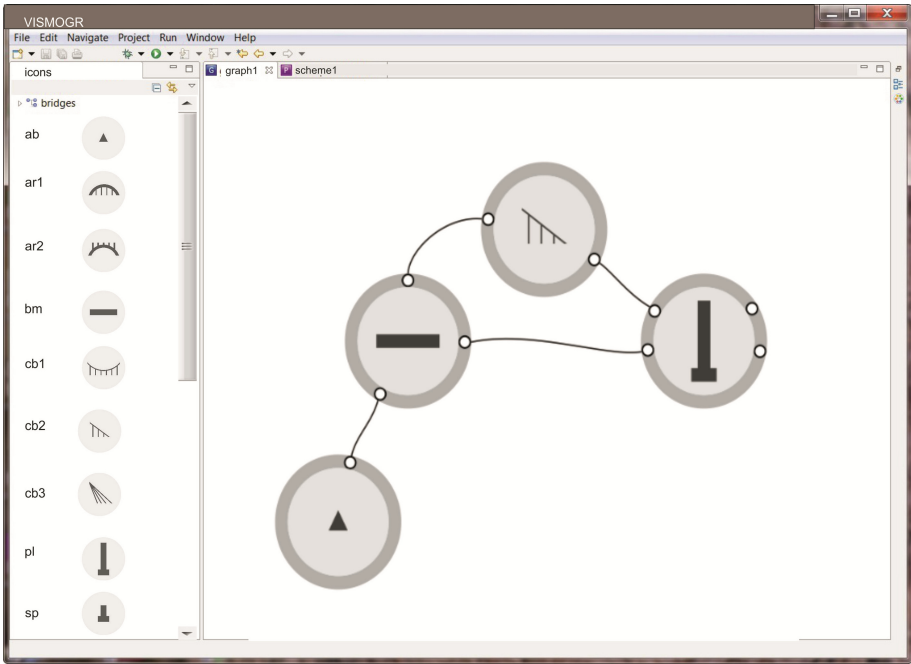 VISMOGR
File Edit Navigate Project Run Window Help
icons
graph1
scheme1
bridges
ab
ar1
ar2
bm
cb1
cb2
cb3
pl
sp